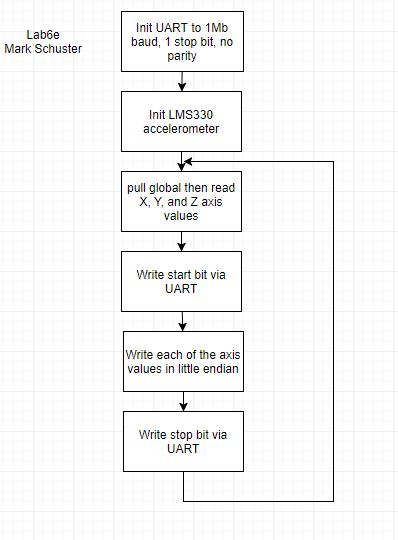 Lab6e
Mark Schuster
Init UART to 1Mb
baud, 1 stop bit, no
parity
Init LMS330
accelerometer
pull global then read
X, Y, and Z axis
values
Write start bit via
UART
Write each of the axis
values in little endian
Write stop bit via
UART